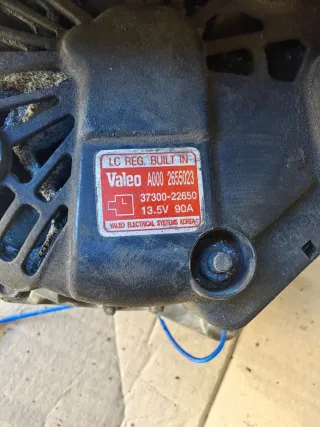 LC REG. BUILT IN
Valeo A000 2655023
37300-22650
13.5V 90A
VALEO ELECTRICAL SYSTEMS KOREA